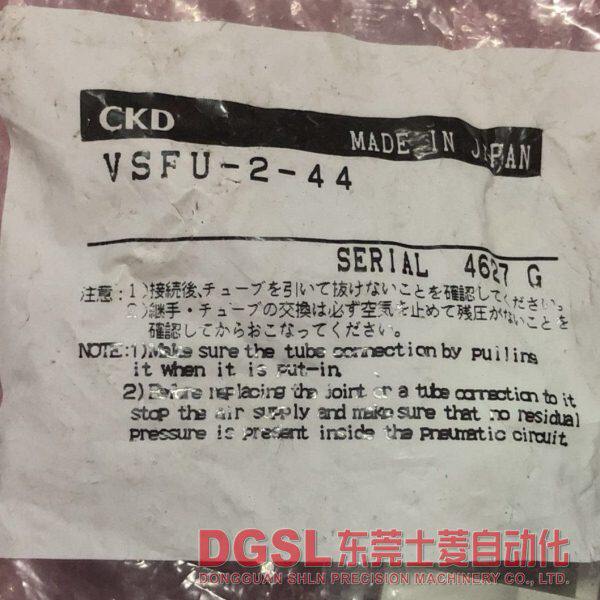 CKD
MADE IN JAPAN
VSFU-2-44
SERIAL 4627 G
注意:1)接続後、チューブを引いて抜けないことを確認してください。
2)継手・チューブの交換は必ず空気を止めて残圧がないことを
確認してからおこなってください。
NOTE:1)Make sure the tube connection by pulling
it when it is put-in.
2)Before replacing the joint or a tube connection to it
stop the air supply and make sure that no residual
pressure is present inside the pneumatic circuit.
DGSL东莞士菱自动化
DONGGUAN SHLN PRECISION MACHINERY CO., LTD.